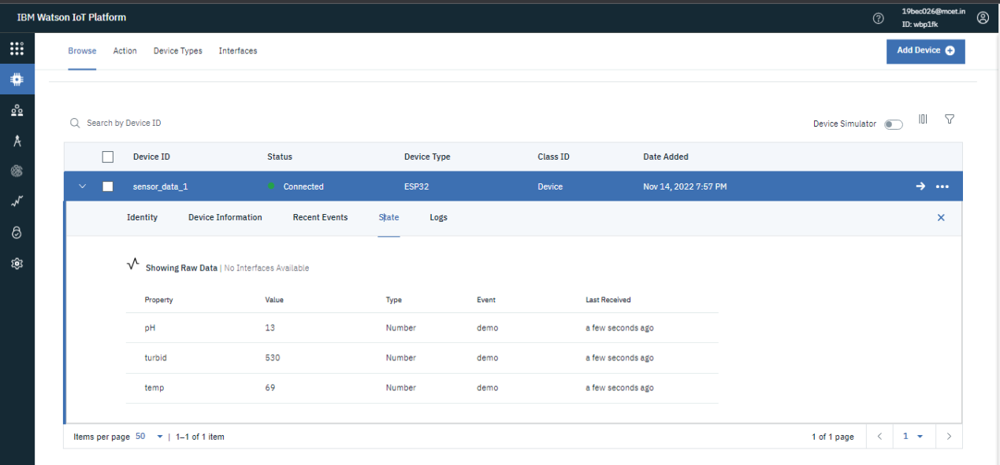 IBM Watson IoT Platform
19bec026@mcet.in
ID: wbp1fk
Browse Action Device Types Interfaces
Add Device
Search by Device ID
Device Simulator
Device ID Status Device Type Class ID Date Added
sensor_data_1 Connected ESP32 Device Nov 14, 2022 7:57 PM
Identity Device Information Recent Events State Logs
Showing Raw Data | No Interfaces Available
Property Value Type Event Last Received
pH 13 Number demo a few seconds ago
turbid 530 Number demo a few seconds ago
temp 69 Number demo a few seconds ago
Items per page 50 | 1–1 of 1 item 1 of 1 page 1